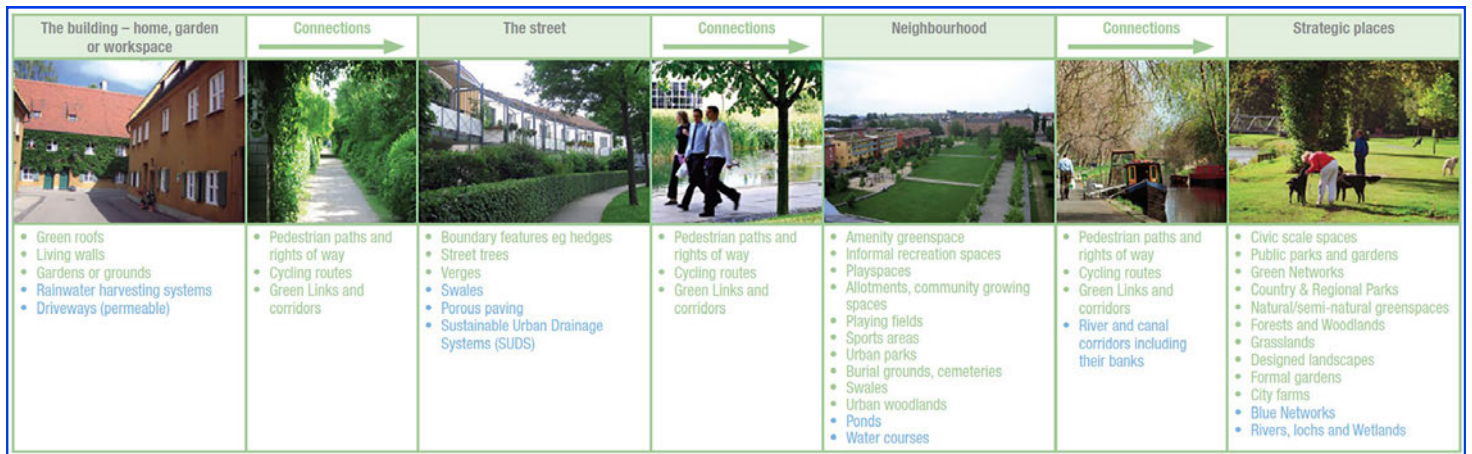 The building – home, garden
or workspace
Connections
The street
Connections
Neighbourhood
Connections
Strategic places
• Green roofs
• Living walls
• Gardens or grounds
• Rainwater harvesting systems
• Driveways (permeable)
• Pedestrian paths and
rights of way
• Cycling routes
• Green Links and
corridors
• Boundary features eg hedges
• Street trees
• Verges
• Swales
• Porous paving
• Sustainable Urban Drainage
Systems (SUDS)
• Pedestrian paths and
rights of way
• Cycling routes
• Green Links and
corridors
• Amenity greenspace
• Informal recreation spaces
• Playspaces
• Allotments, community growing
spaces
• Playing fields
• Sports areas
• Urban parks
• Burial grounds, cemeteries
• Swales
• Urban woodlands
• Ponds
• Water courses
• Pedestrian paths and
rights of way
• Cycling routes
• Green Links and
corridors
• River and canal
corridors including
their banks
• Civic scale spaces
• Public parks and gardens
• Green Networks
• Country & Regional Parks
• Natural/semi-natural greenspaces
• Forests and Woodlands
• Grasslands
• Designed landscapes
• Formal gardens
• City farms
• Blue Networks
• Rivers, lochs and Wetlands